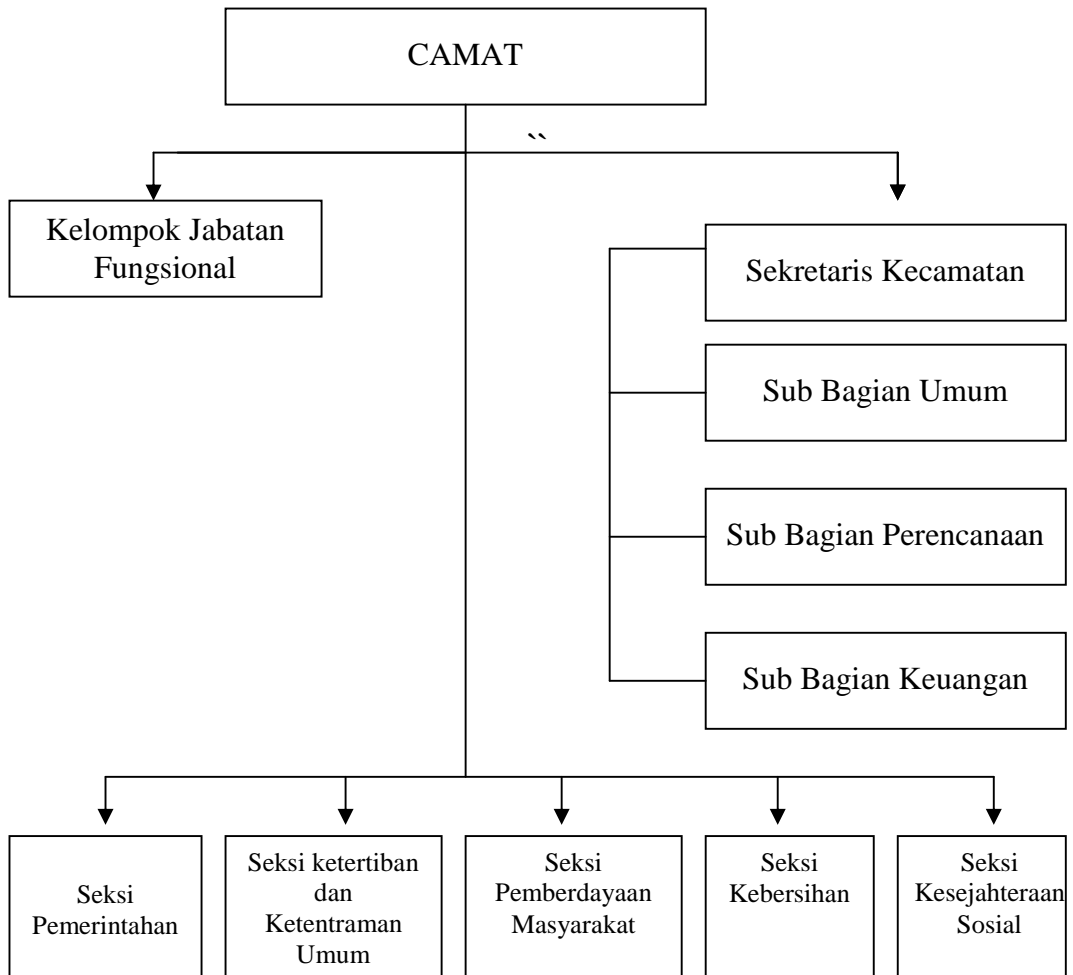 CAMAT
``
Kelompok Jabatan
Fungsional
Sekretaris Kecamatan
Sub Bagian Umum
Sub Bagian Perencanaan
Sub Bagian Keuangan
Seksi
Pemerintahan
Seksi ketertiban
dan
Ketentraman
Umum
Seksi
Pemberdayaan
Masyarakat
Seksi
Kebersihan
Seksi
Kesejahteraan
Sosial